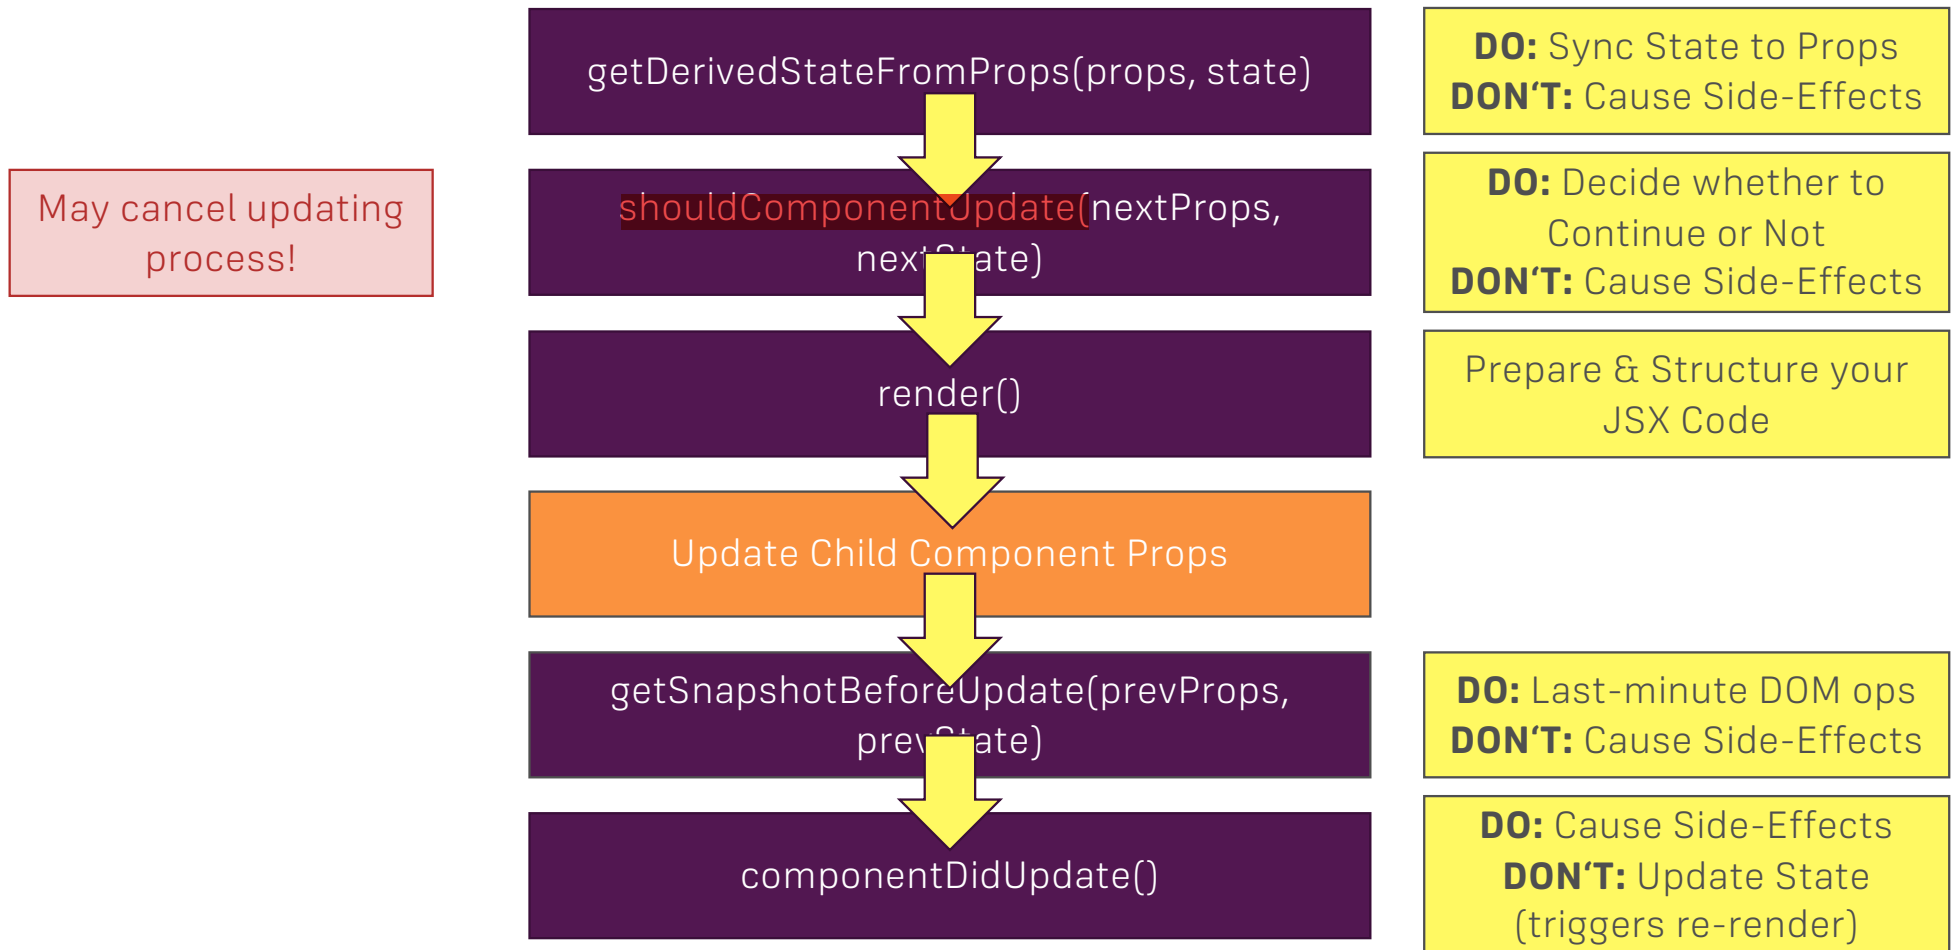 getDerivedStateFromProps(props, state)
DO: Sync State to Props
DON‘T: Cause Side-Effects
May cancel updating
process!
shouldComponentUpdate(nextProps,
nextState)
DO: Decide whether to
Continue or Not
DON'T: Cause Side-Effects
render()
Prepare & Structure your
JSX Code
Update Child Component Props
getSnapshotBeforeUpdate(prevProps,
prevState)
DO: Last-minute DOM ops
DON‘T: Cause Side-Effects
componentDidUpdate()
DO: Cause Side-Effects
DON‘T: Update State
(triggers re-render)